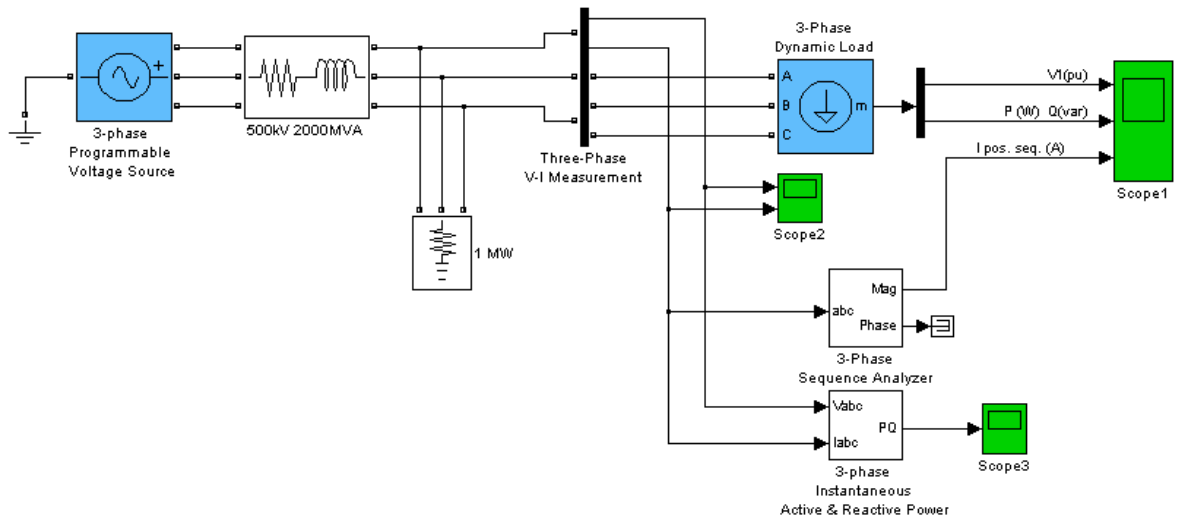 3-Phase
Dynamic Load
+
A
B
C
m
V1(pu)
P (W) Q(var)
I pos. seq. (A)
Scope1
3-phase
Programmable
Voltage Source
500kV 2000MVA
Three-Phase
V-I Measurement
Scope2
1 MW
abc
Mag
Phase
3-Phase
Sequence Analyzer
Vabc
Iabc
PQ
Scope3
3-phase
Instantaneous
Active & Reactive Power